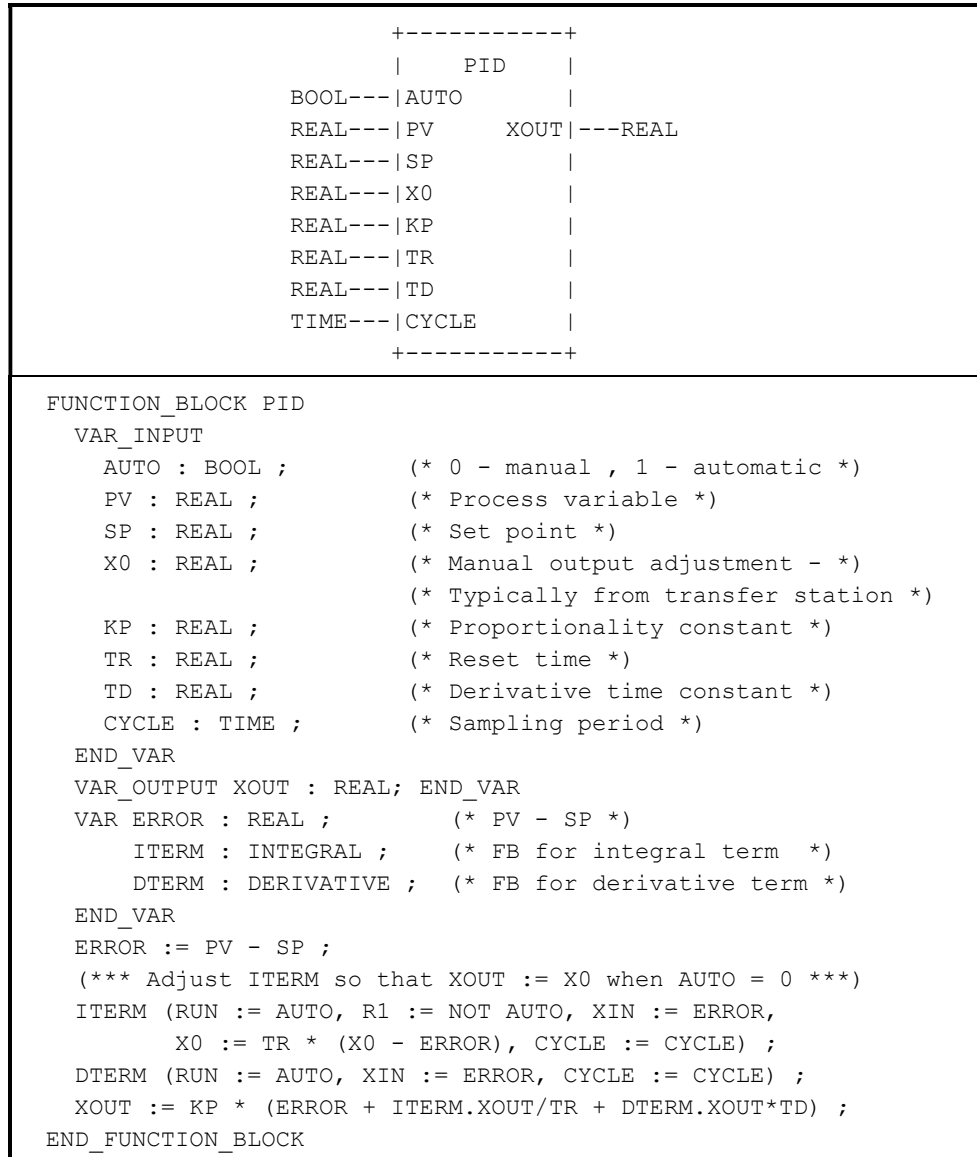 +-----------+
|    PID    |
BOOL---|AUTO       |
REAL---|PV     XOUT|---REAL
REAL---|SP         |
REAL---|X0         |
REAL---|KP         |
REAL---|TR         |
REAL---|TD         |
TIME---|CYCLE      |
+-----------+
FUNCTION_BLOCK PID
  VAR_INPUT
    AUTO : BOOL ;        (* 0 - manual , 1 - automatic *)
    PV : REAL ;          (* Process variable *)
    SP : REAL ;          (* Set point *)
    X0 : REAL ;          (* Manual output adjustment - *)
                         (* Typically from transfer station *)
    KP : REAL ;          (* Proportionality constant *)
    TR : REAL ;          (* Reset time *)
    TD : REAL ;          (* Derivative time constant *)
    CYCLE : TIME ;       (* Sampling period *)
  END_VAR
  VAR_OUTPUT XOUT : REAL; END_VAR
  VAR ERROR : REAL ;        (* PV - SP *)
      ITERM : INTEGRAL ;    (* FB for integral term  *)
      DTERM : DERIVATIVE ;  (* FB for derivative term *)
  END_VAR
  ERROR := PV - SP ;
  (*** Adjust ITERM so that XOUT := X0 when AUTO = 0 ***)
  ITERM (RUN := AUTO, R1 := NOT AUTO, XIN := ERROR,
         X0 := TR * (X0 - ERROR), CYCLE := CYCLE) ;
  DTERM (RUN := AUTO, XIN := ERROR, CYCLE := CYCLE) ;
  XOUT := KP * (ERROR + ITERM.XOUT/TR + DTERM.XOUT*TD) ;
END_FUNCTION_BLOCK